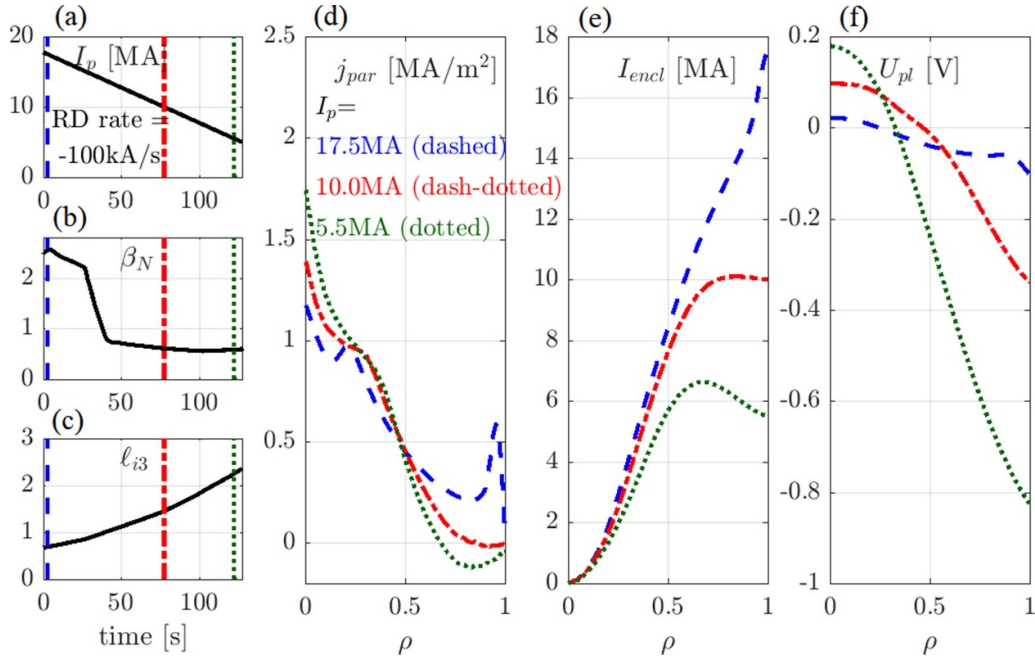 (a)
20
10
0
0
50
100
I_p [MA]
RD rate =
-100kA/s
(b)
2
1
0
0
50
100
β_N
(c)
3
2
1
0
0
50
100
ℓ_i3
time [s]
(d)
2.5
2
1.5
1
0.5
0
0
0.5
1
j_par [MA/m²]
I_p=
17.5MA (dashed)
10.0MA (dash-dotted)
5.5MA (dotted)
ρ
(e)
18
16
14
12
10
8
6
4
2
0
0
0.5
1
I_encl [MA]
ρ
(f)
0.2
0
-0.2
-0.4
-0.6
-0.8
-1
0
0.5
1
U_pl [V]
ρ